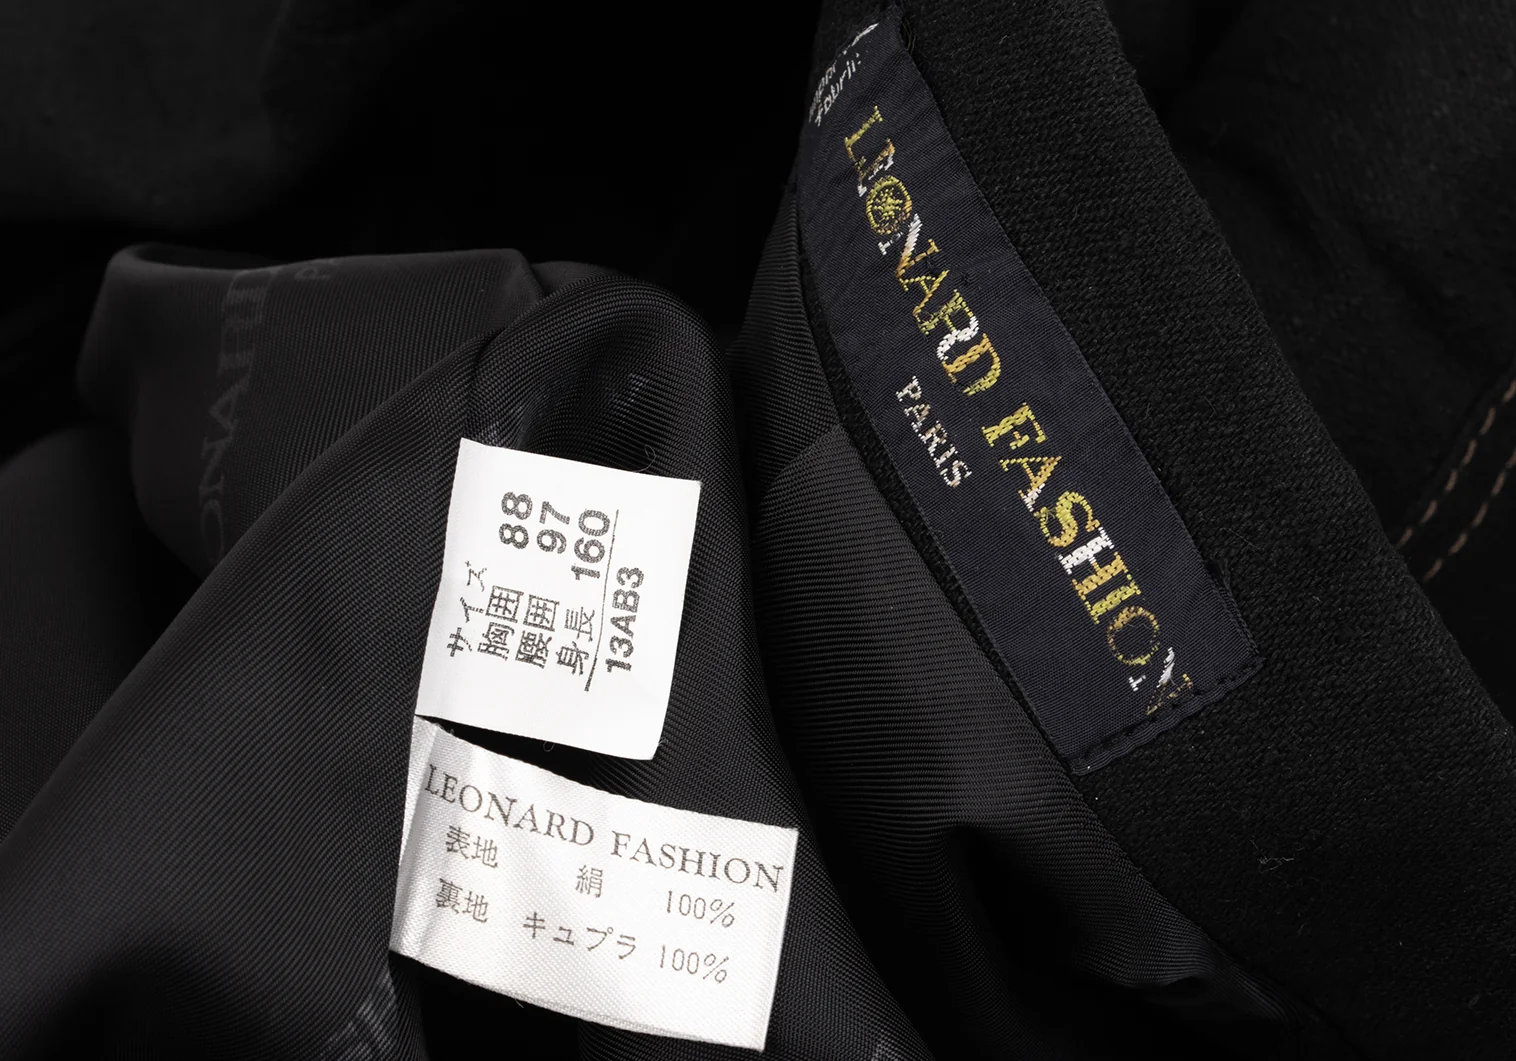 LEONARD FASHION
PARIS
サイズ
胸囲 88
腰囲 97
身長 160
13AB3
LEONARD FASHION
表地 絹 100%
裏地 キュプラ 100%
LEONARD